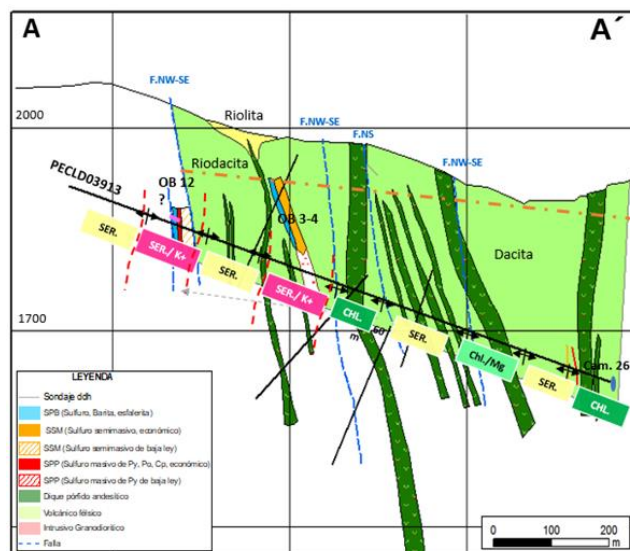 A
A´
F.NW-SE
Riolita
F.NW-SE
F.NS
F.NW-SE
2000
Riodacita
PECLD03913
OB 12
?
OB 3-4
Dacita
SER.
SER./ K+
SER.
SER./ K+
CHL.
60
m
SER.
Chl./Mg
SER.
Cam. 26
CHL.
1700
LEYENDA
Sondaje ddh
SPB (Sulfuro, Barita, esfalerita)
SSM (Sulfuro semimasivo, económico)
SSM (Sulfuro semimasivo de baja ley)
SPP (Sulfuro masivo de Py, Po, Cp, económico)
SPP (Sulfuro masivo de Py de baja ley)
Dique pórfido andesítico
Volcánico félsico
Intrusivo Granodiorítico
Falla
0 100 200
m